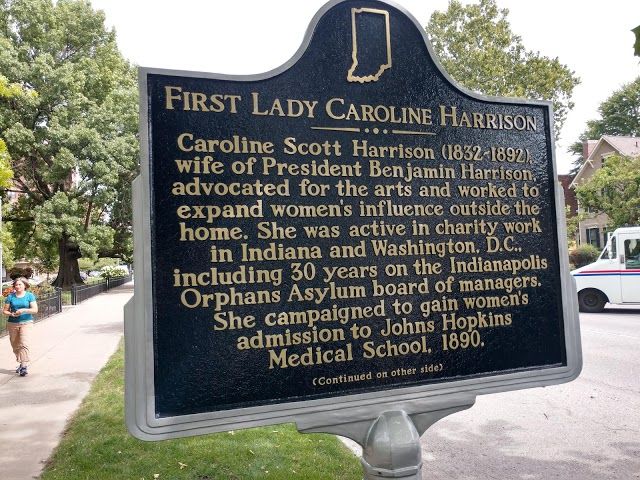 FIRST LADY CAROLINE HARRISON
Caroline Scott Harrison (1832-1892),
wife of President Benjamin Harrison
advocated for the arts and worked to
expand women's influence outside the
home. She was active in charity work
in Indiana and Washington, D.C.,
including 30 years on the Indianapolis
Orphans Asylum board of managers.
She campaigned to gain women's
admission to Johns Hopkins
Medical School, 1890.
(Continued on other side)